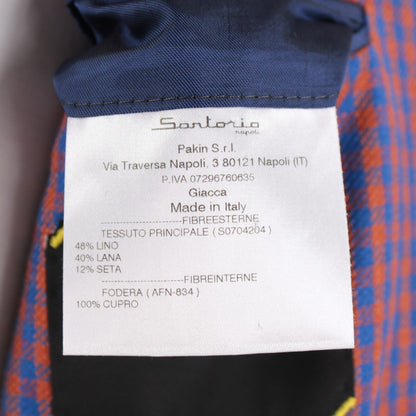 Sartorio
napoli
Pakin S.r.l.
Via Traversa Napoli, 3 80121 Napoli (IT)
P.IVA 07296760635
Giacca
Made in Italy
--------------------------FIBREESTERNE
TESSUTO PRINCIPALE ( S0704204 )
48% LINO
40% LANA
12% SETA
--------------------------FIBREINTERNE
FODERA ( AFN-834 )
100% CUPRO